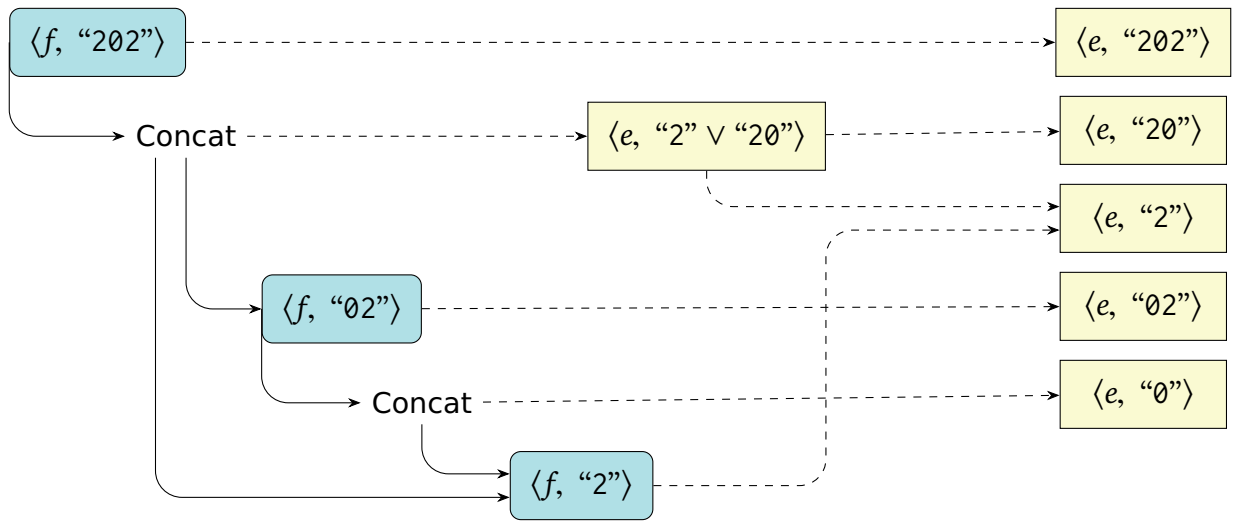 ⟨f, “202”⟩
⟨e, “202”⟩
Concat
⟨e, “2” ∨ “20”⟩
⟨e, “20”⟩
⟨e, “2”⟩
⟨f, “02”⟩
⟨e, “02”⟩
Concat
⟨e, “0”⟩
⟨f, “2”⟩